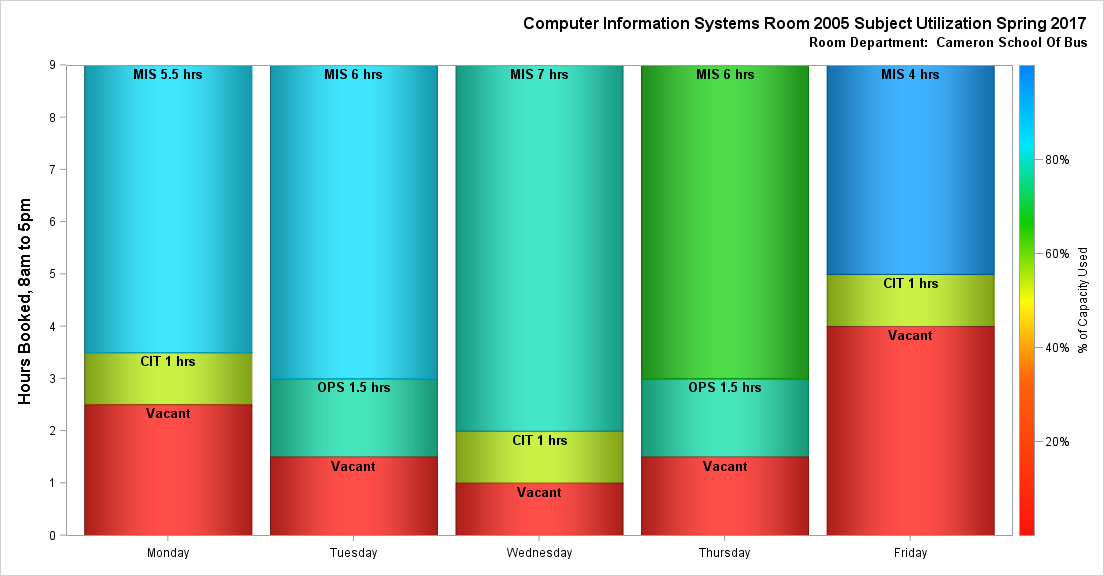 Computer Information Systems Room 2005 Subject Utilization Spring 2017
Room Department:  Cameron School Of Bus
Hours Booked, 8am to 5pm
9
8
7
6
5
4
3
2
1
0
MIS 5.5 hrs
CIT 1 hrs
Vacant
MIS 6 hrs
OPS 1.5 hrs
Vacant
MIS 7 hrs
CIT 1 hrs
Vacant
MIS 6 hrs
OPS 1.5 hrs
Vacant
MIS 4 hrs
CIT 1 hrs
Vacant
Monday
Tuesday
Wednesday
Thursday
Friday
80%
60%
40%
20%
% of Capacity Used